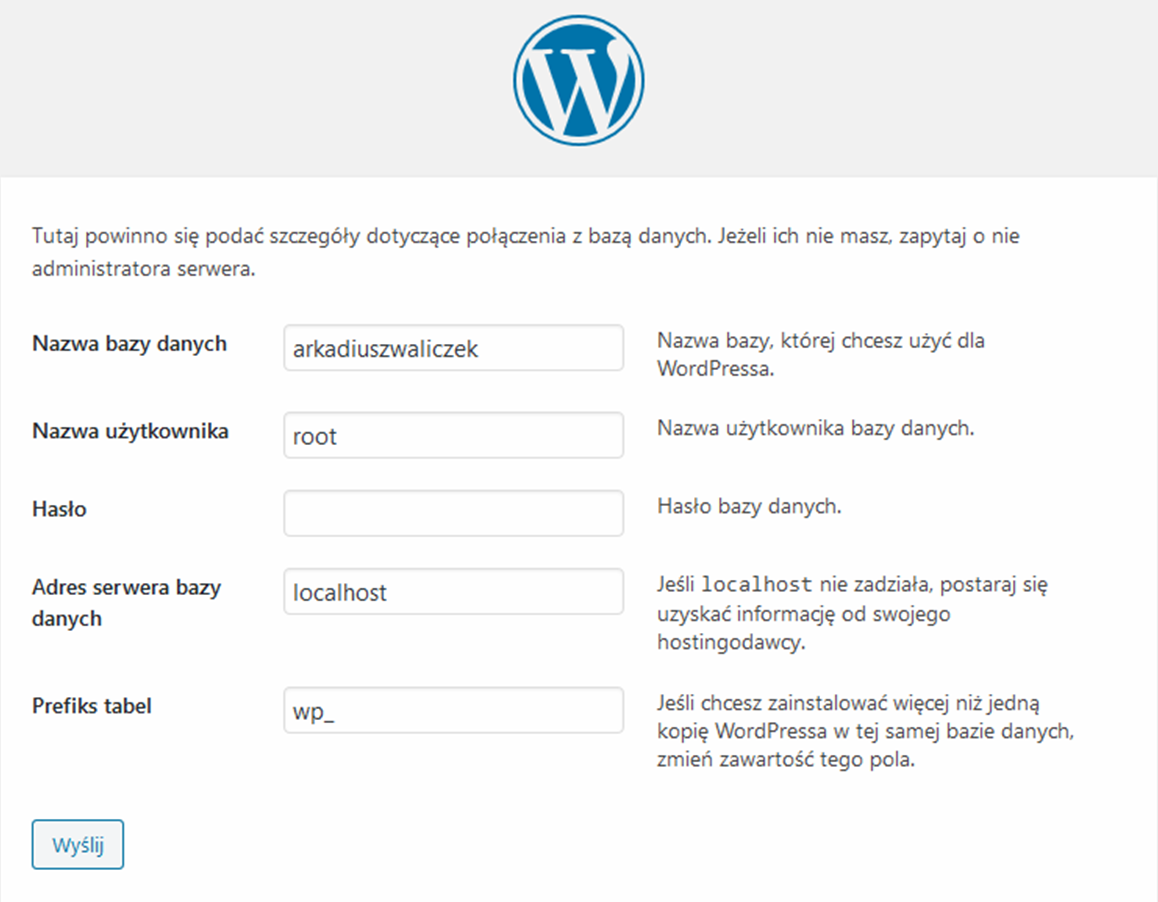 Tutaj powinno się podać szczegóły dotyczące połączenia z bazą danych. Jeżeli ich nie masz, zapytaj o nie
administratora serwera.
Nazwa bazy danych
arkadiuszwaliczek
Nazwa bazy, której chcesz użyć dla
WordPressa.
Nazwa użytkownika
root
Nazwa użytkownika bazy danych.
Hasło
Hasło bazy danych.
Adres serwera bazy
danych
localhost
Jeśli localhost nie zadziała, postaraj się
uzyskać informację od swojego
hostingodawcy.
Prefiks tabel
wp_
Jeśli chcesz zainstalować więcej niż jedną
kopię WordPressa w tej samej bazie danych,
zmień zawartość tego pola.
Wyślij